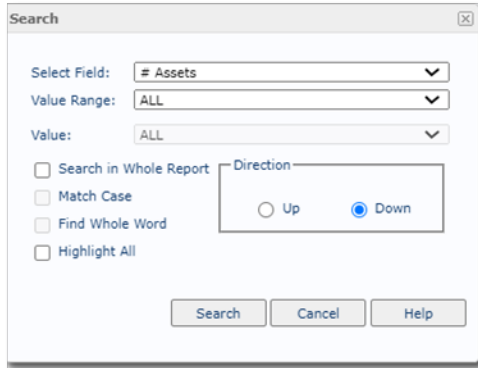 Search
Select Field: # Assets
Value Range: ALL
Value: ALL
Search in Whole Report
Direction
Match Case
Up Down
Find Whole Word
Highlight All
Search Cancel Help